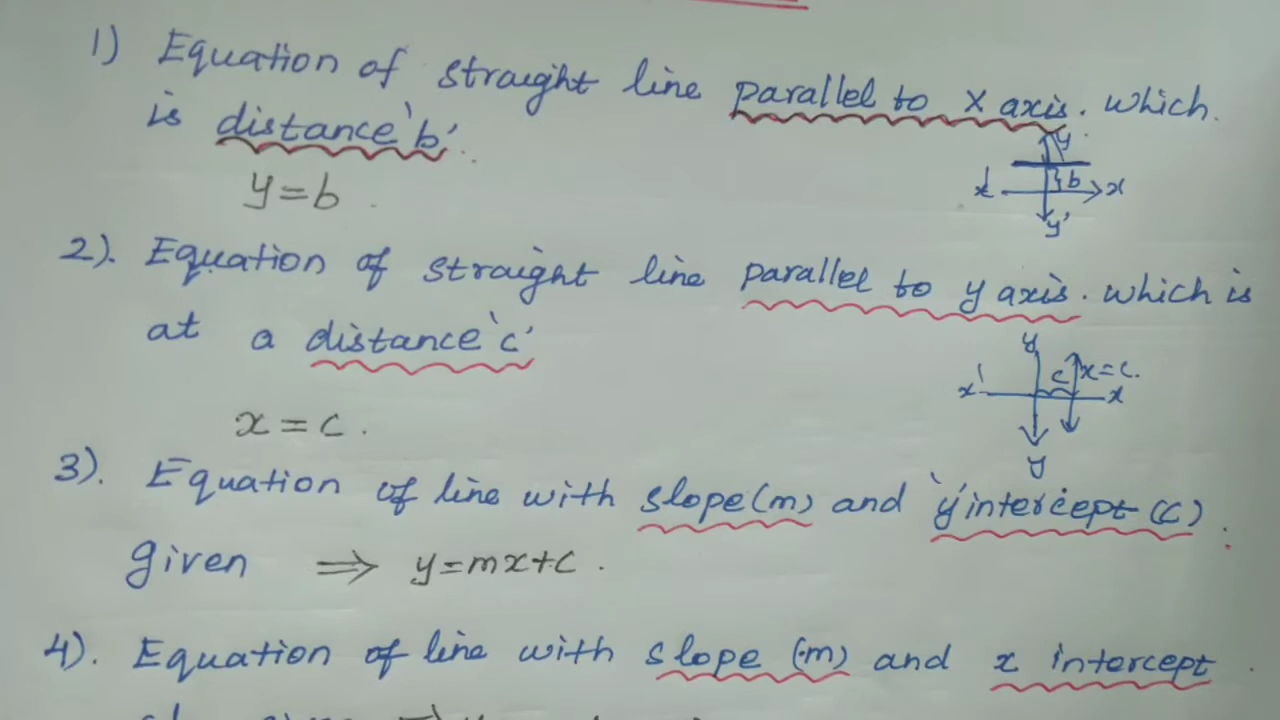 1) Equation of straight line parallel to x axis. which
is distance 'b'.
y = b.
y
x' b x
y'
2). Equation of straight line parallel to y axis. which is
at a distance 'c'
y
x' c x=c. x
y
x = c.
3). Equation of line with slope(m) and 'y' intercept (c).
given ⇒ y=mx+c.
4). Equation of line with slope (m) and x intercept